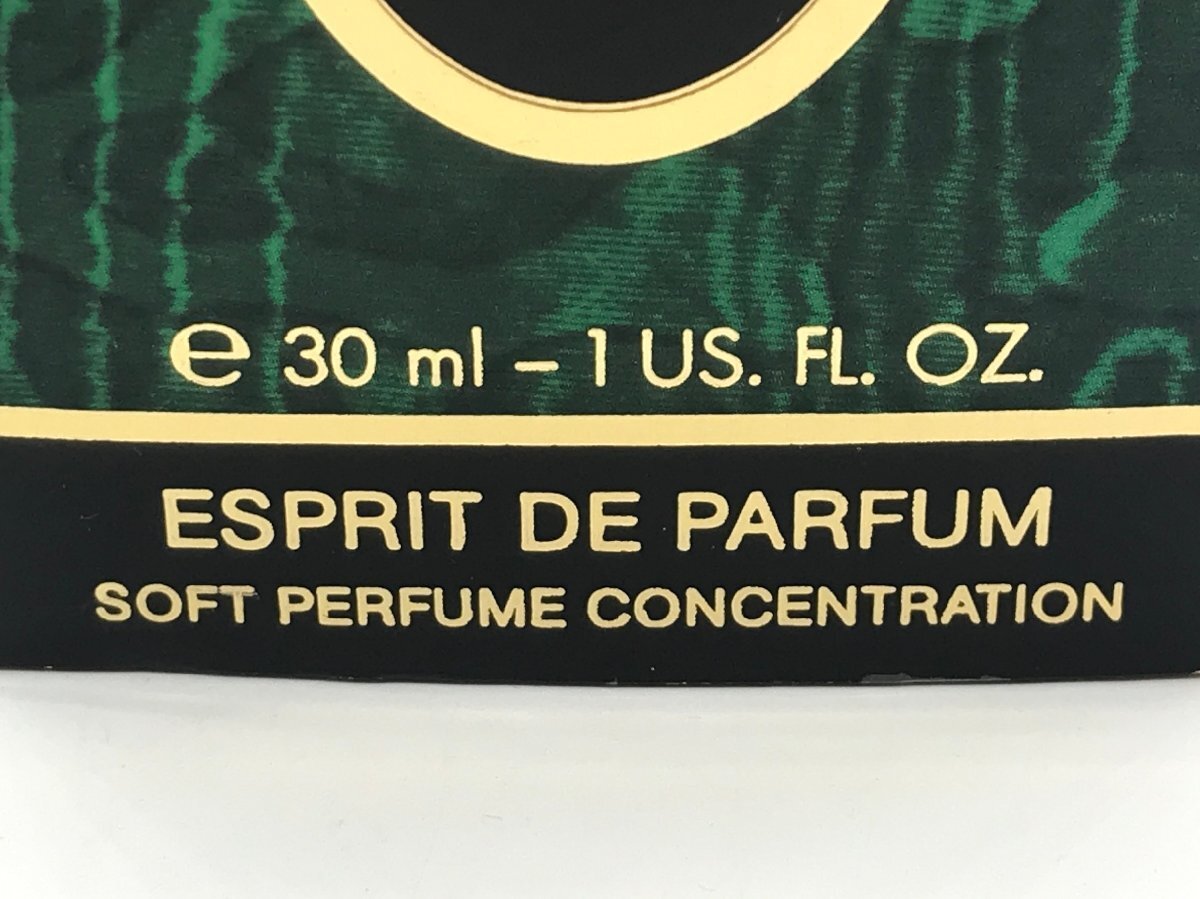 ℮ 30 ml – 1 US. FL. OZ.
ESPRIT DE PARFUM
SOFT PERFUME CONCENTRATION